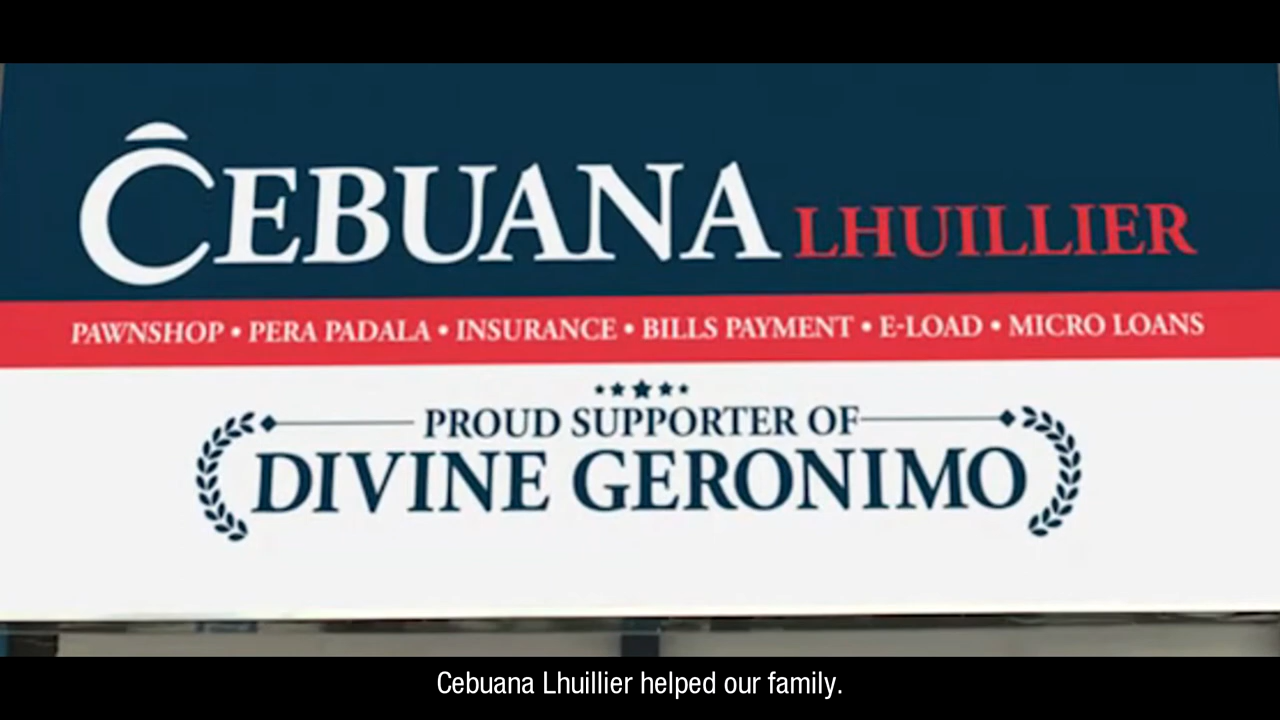 CEBUANA LHUILLIER
PAWNSHOP • PERA PADALA • INSURANCE • BILLS PAYMENT • E-LOAD • MICRO LOANS
PROUD SUPPORTER OF
DIVINE GERONIMO
Cebuana Lhuillier helped our family.